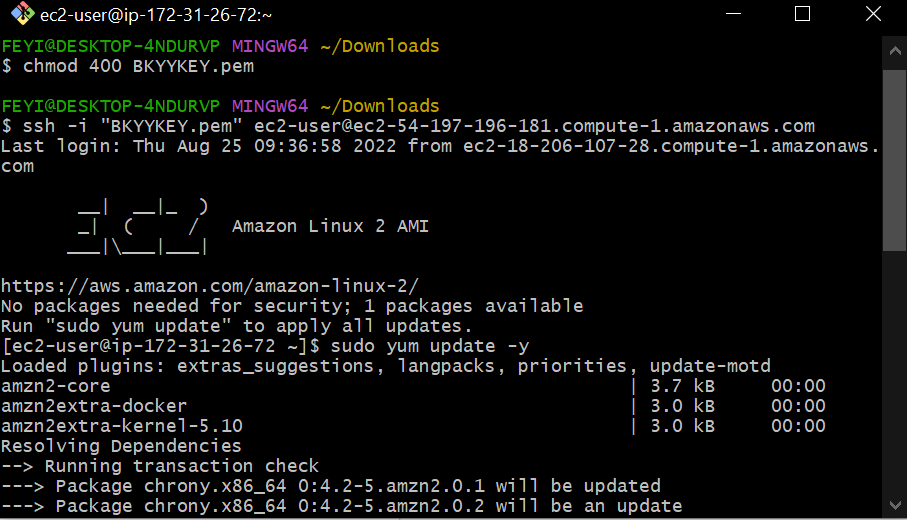 ec2-user@ip-172-31-26-72:~
FEYI@DESKTOP-4NDURVP MINGW64 ~/Downloads
$ chmod 400 BKYYKEY.pem
FEYI@DESKTOP-4NDURVP MINGW64 ~/Downloads
$ ssh -i "BKYYKEY.pem" ec2-user@ec2-54-197-196-181.compute-1.amazonaws.com
Last login: Thu Aug 25 09:36:58 2022 from ec2-18-206-107-28.compute-1.amazonaws.
com
       __|  __|_  )
       _|  (     /   Amazon Linux 2 AMI
      ___|\___|___|
https://aws.amazon.com/amazon-linux-2/
No packages needed for security; 1 packages available
Run "sudo yum update" to apply all updates.
[ec2-user@ip-172-31-26-72 ~]$ sudo yum update -y
Loaded plugins: extras_suggestions, langpacks, priorities, update-motd
amzn2-core                                               | 3.7 kB     00:00
amzn2extra-docker                                        | 3.0 kB     00:00
amzn2extra-kernel-5.10                                   | 3.0 kB     00:00
Resolving Dependencies
--> Running transaction check
---> Package chrony.x86_64 0:4.2-5.amzn2.0.1 will be updated
---> Package chrony.x86_64 0:4.2-5.amzn2.0.2 will be an update